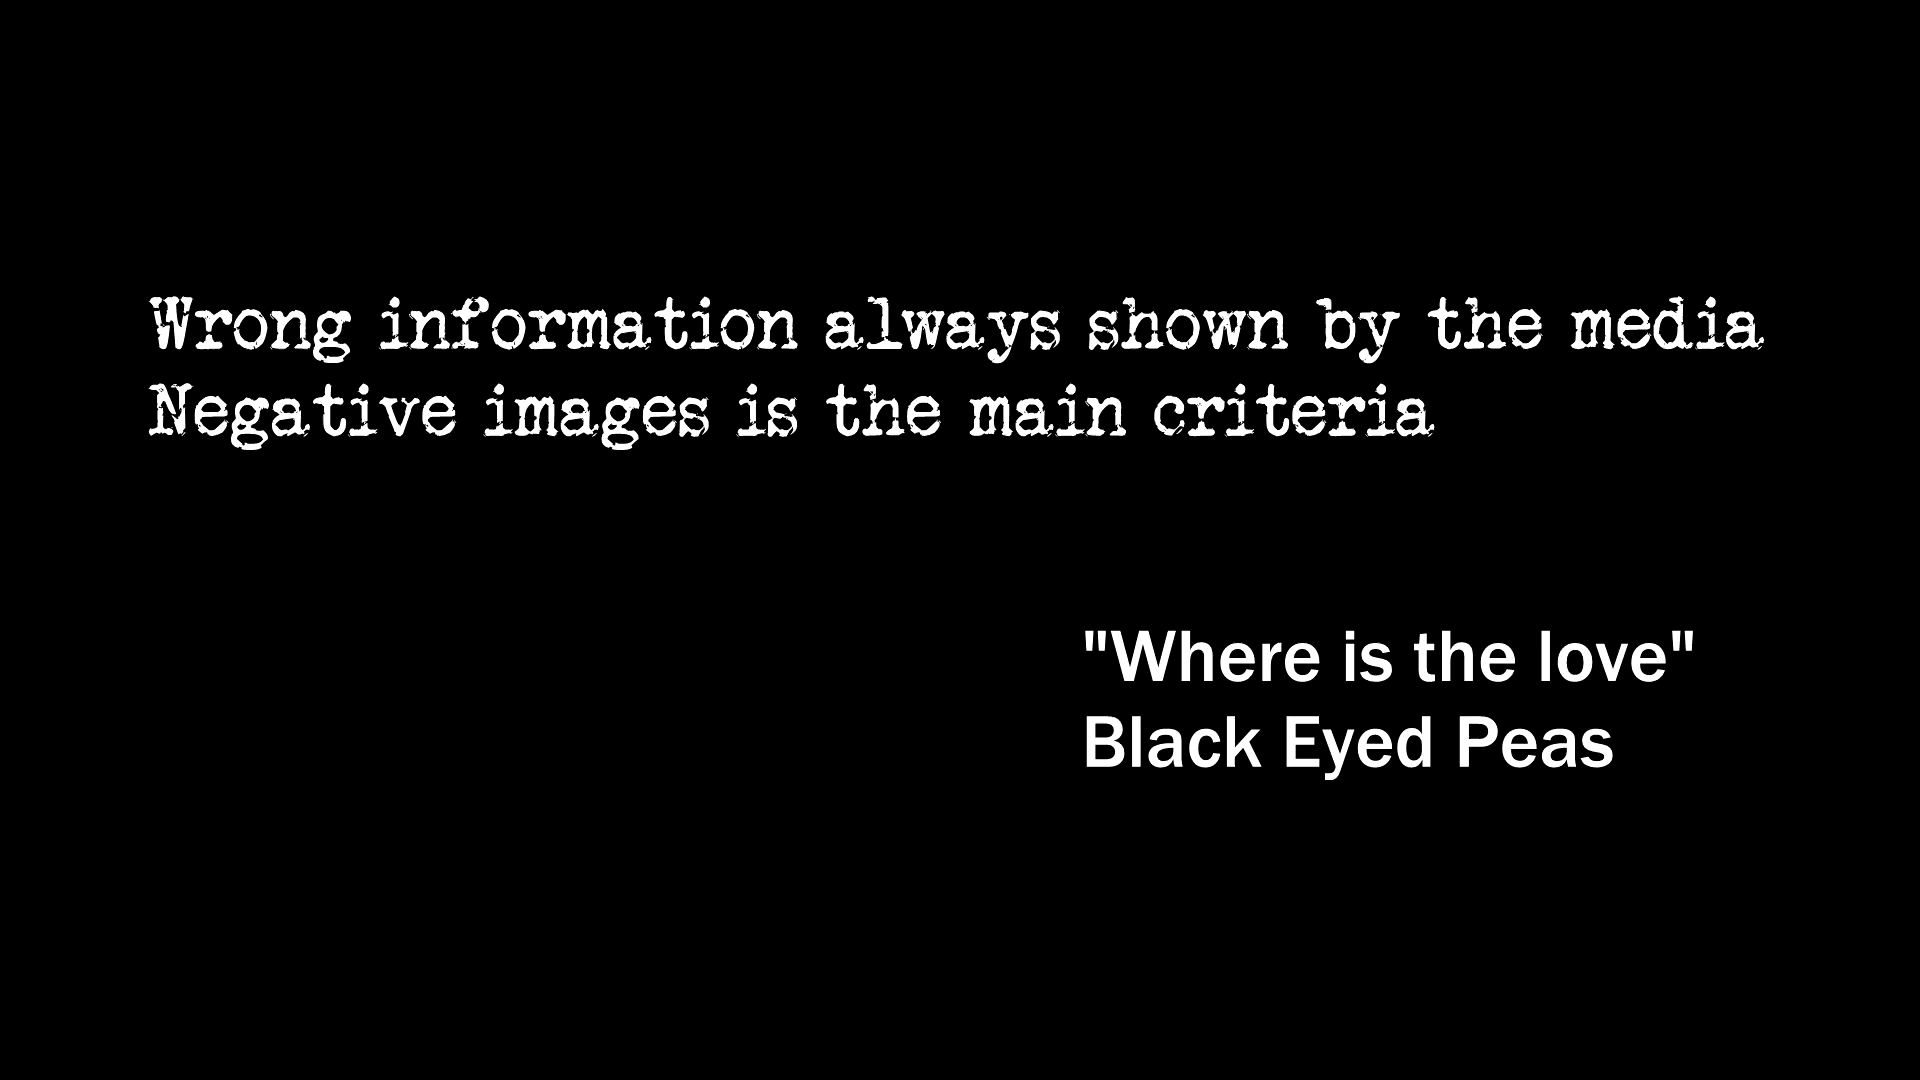 Wrong information always shown by the media
Negative images is the main criteria
"Where is the love"
Black Eyed Peas